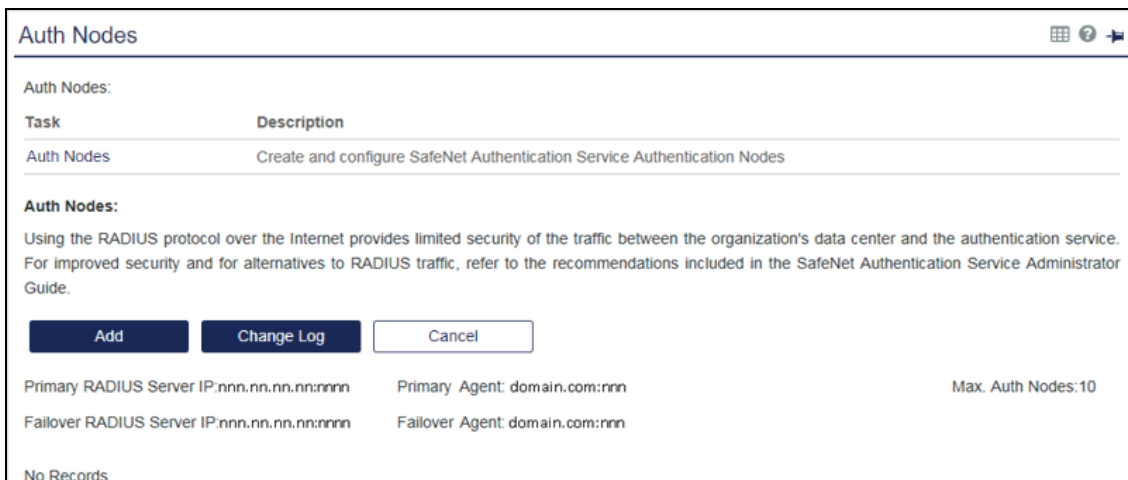 Auth Nodes
Auth Nodes:
Task Description
Auth Nodes Create and configure SafeNet Authentication Service Authentication Nodes
Auth Nodes:
Using the RADIUS protocol over the Internet provides limited security of the traffic between the organization's data center and the authentication service.
For improved security and for alternatives to RADIUS traffic, refer to the recommendations included in the SafeNet Authentication Service Administrator
Guide.
Add Change Log Cancel
Primary RADIUS Server IP:nnn.nn.nn.nn:nnnn Primary Agent: domain.com:nnn Max. Auth Nodes:10
Failover RADIUS Server IP:nnn.nn.nn.nn:nnnn Failover Agent: domain.com:nnn
No Records